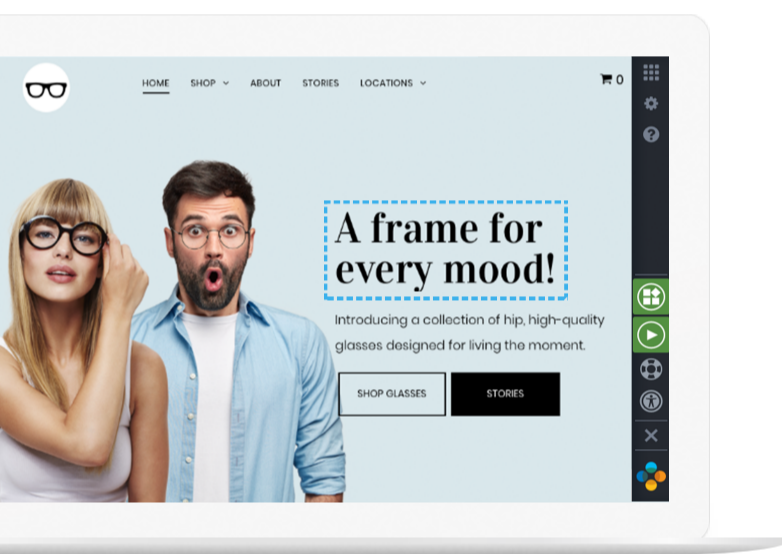 HOME SHOP ABOUT STORIES LOCATIONS 0
A frame for
every mood!
Introducing a collection of hip, high-quality
glasses designed for living the moment.
SHOP GLASSES STORIES